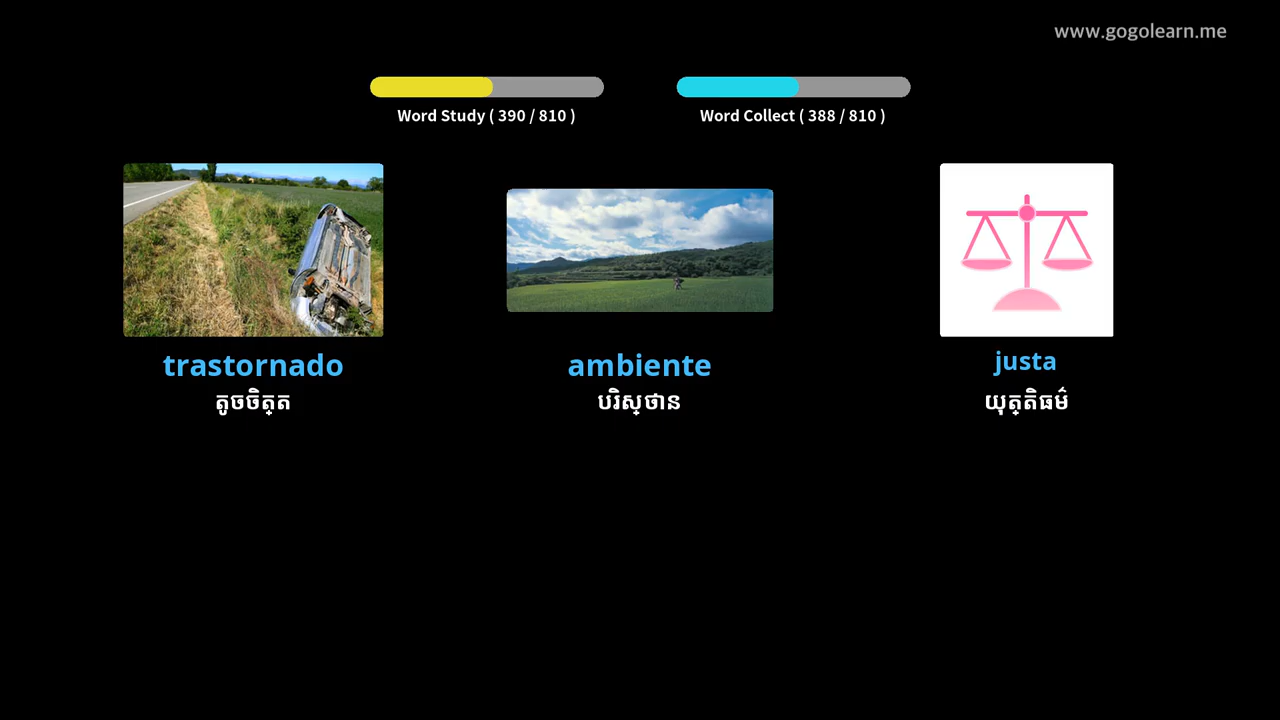 www.gogolearn.me
Word Study ( 390 / 810 )
Word Collect ( 388 / 810 )
trastornado
ambiente
justa
តូចចិត្ត
បរិស្ថាន
យុត្តិធម៌